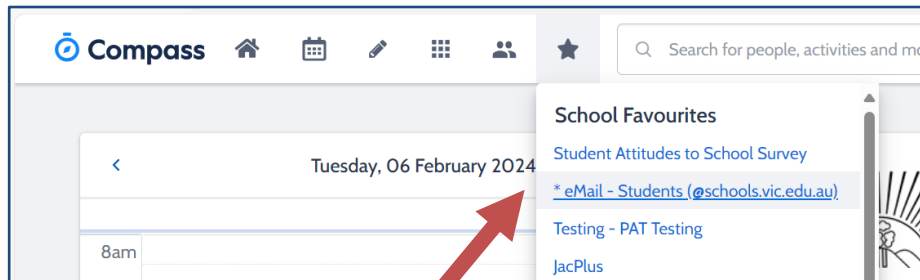 Compass
Search for people, activities and mo
School Favourites
Student Attitudes to School Survey
Tuesday, 06 February 2024
* eMail - Students (@schools.vic.edu.au)
Testing - PAT Testing
8am
JacPlus